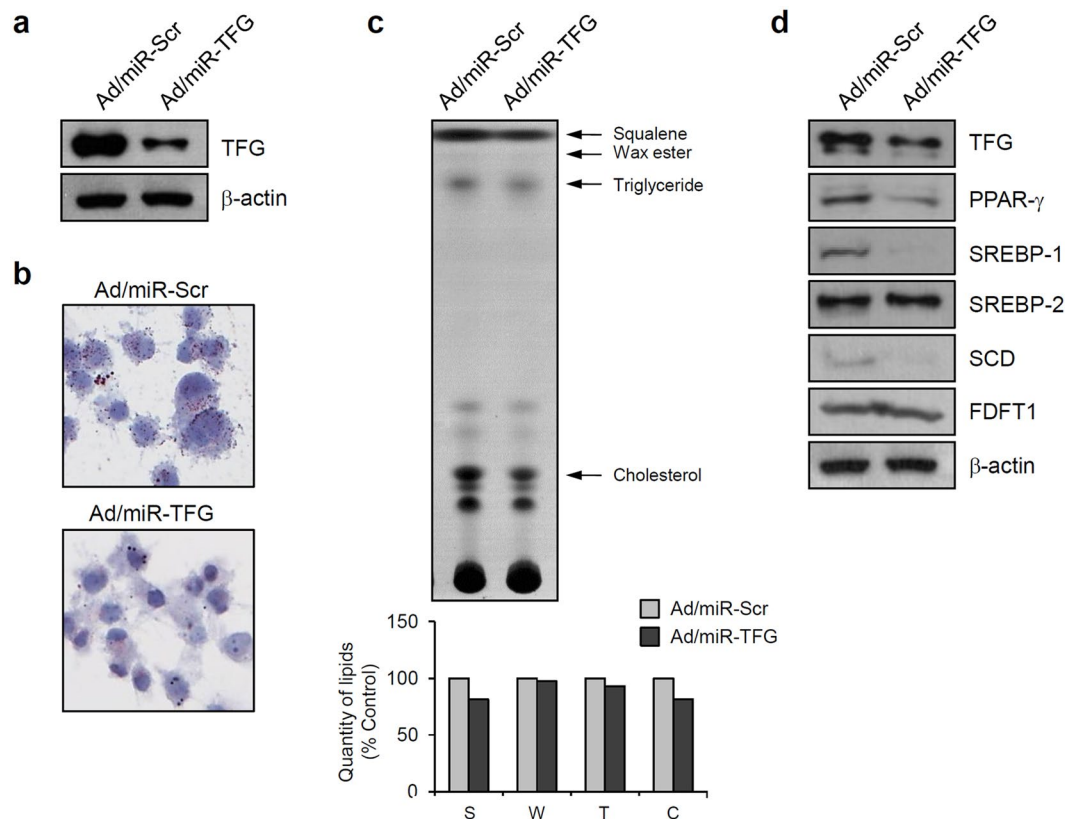 a
Ad/miR-Scr
Ad/miR-TFG
TFG
β-actin
b
Ad/miR-Scr
Ad/miR-TFG
c
Ad/miR-Scr
Ad/miR-TFG
Squalene
Wax ester
Triglyceride
Cholesterol
Ad/miR-Scr
Ad/miR-TFG
Quantity of lipids
(% Control)
150
100
50
0
S W T C
d
Ad/miR-Scr
Ad/miR-TFG
TFG
PPAR-γ
SREBP-1
SREBP-2
SCD
FDFT1
β-actin